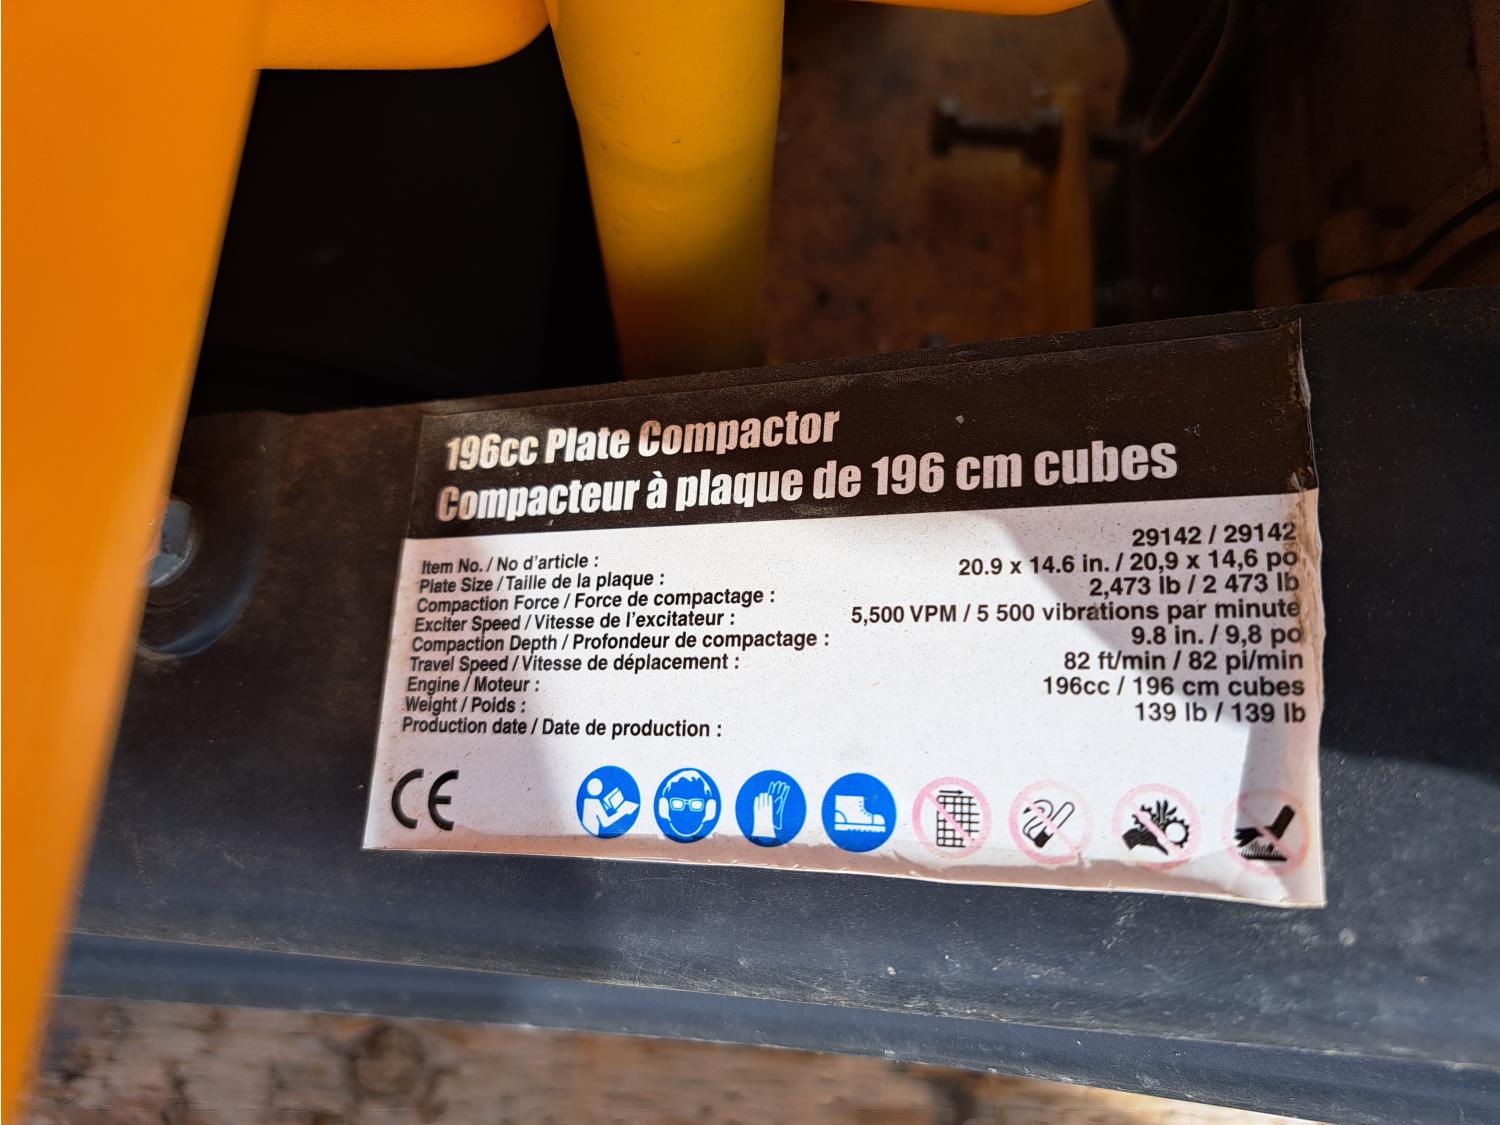 196cc Plate Compactor
Compacteur à plaque de 196 cm cubes
Item No. / No d'article : 29142 / 29142
Plate Size / Taille de la plaque : 20.9 x 14.6 in. / 20,9 x 14,6 po
Compaction Force / Force de compactage : 2,473 lb / 2 473 lb
Exciter Speed / Vitesse de l'excitateur : 5,500 VPM / 5 500 vibrations par minute
Compaction Depth / Profondeur de compactage : 9.8 in. / 9,8 po
Travel Speed / Vitesse de déplacement : 82 ft/min / 82 pi/min
Engine / Moteur : 196cc / 196 cm cubes
Weight / Poids : 139 lb / 139 lb
Production date / Date de production :
CE